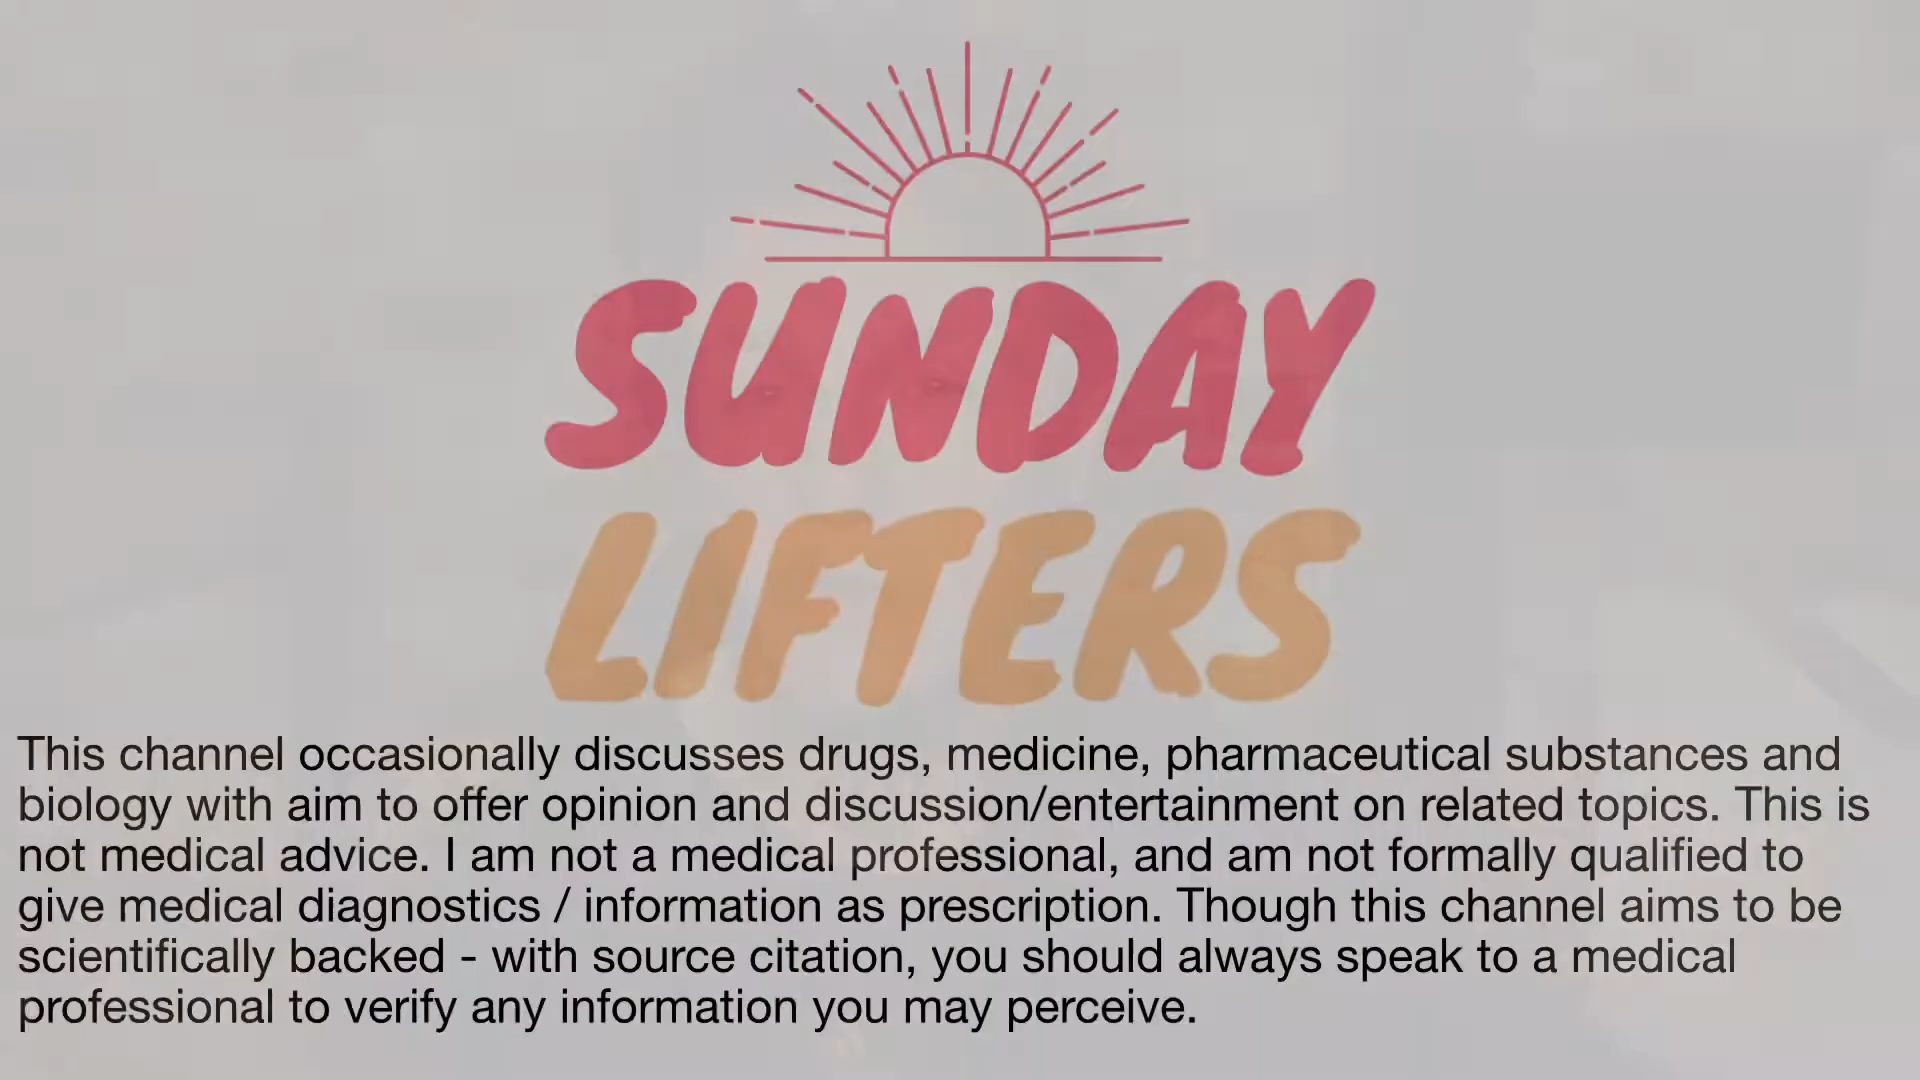 SUNDAY
LIFTERS
This channel occasionally discusses drugs, medicine, pharmaceutical substances and
biology with aim to offer opinion and discussion/entertainment on related topics. This is
not medical advice. I am not a medical professional, and am not formally qualified to
give medical diagnostics / information as prescription. Though this channel aims to be
scientifically backed - with source citation, you should always speak to a medical
professional to verify any information you may perceive.